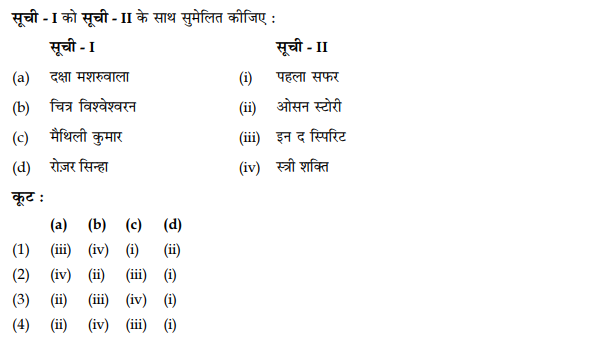 सूची - I को सूची - II के साथ सुमेलित कीजिए :
सूची - I सूची - II
(a) दक्षा मशरुवाला (i) पहला सफर
(b) चित्र विश्वेश्वरन (ii) ओसन स्टोरी
(c) मैथिली कुमार (iii) इन द स्पिरिट
(d) रोज़र सिन्हा (iv) स्त्री शक्ति
कूट :
(a) (b) (c) (d)
(1) (iii) (iv) (i) (ii)
(2) (iv) (ii) (iii) (i)
(3) (ii) (iii) (iv) (i)
(4) (ii) (iv) (iii) (i)